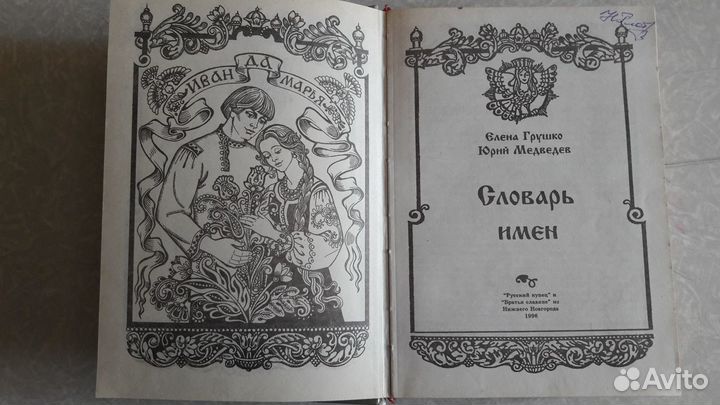 ИВАН ДА МАРЬЯ
Елена Грушко
Юрий Медведев
Словарь
имен
"Русский купец" и
"Братья славяне" из
Нижнего Новгорода
1996
Avito